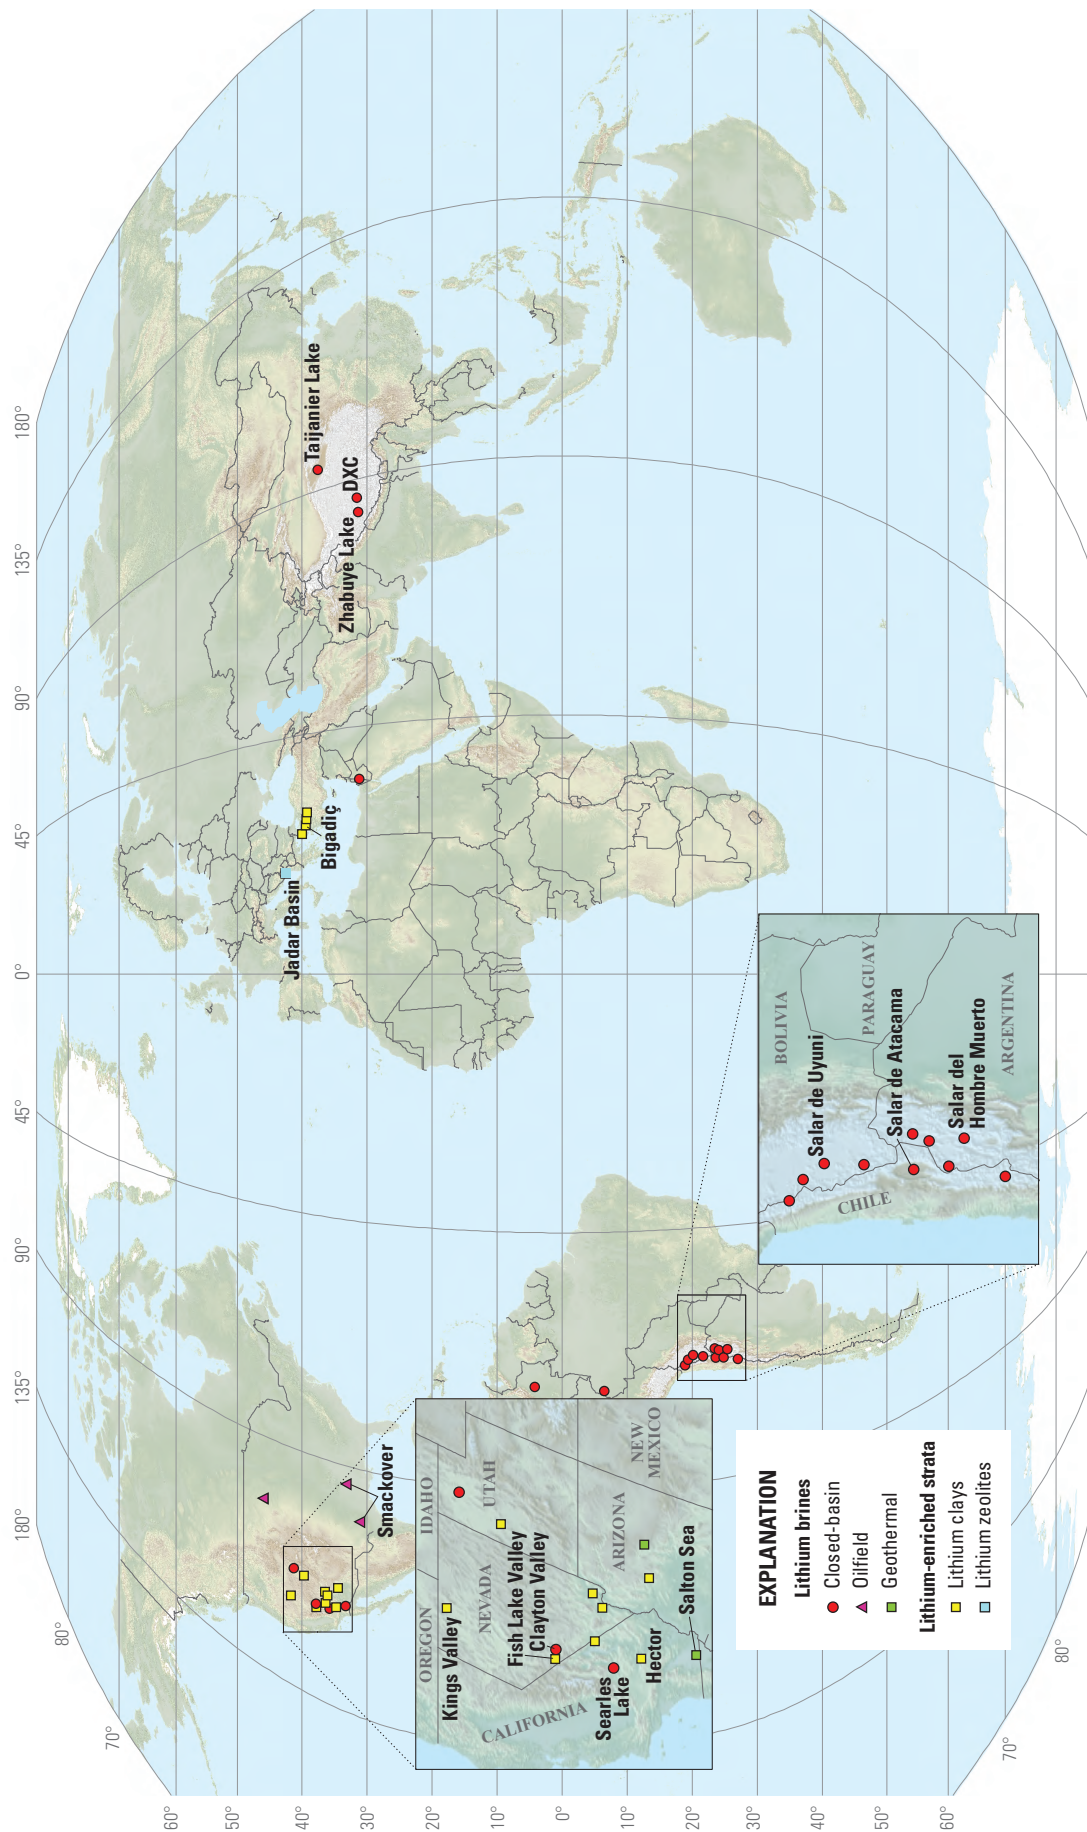 180°
135°
90°
45°
0°
45°
90°
135°
180°
80°
70°
60°
50°
40°
30°
20°
10°
0°
10°
20°
30°
40°
50°
60°
70°
80°
Taijanier Lake
DXC
Zhabuye Lake
Bigadiç
Jadar Basin
Smackover
OREGON
IDAHO
Kings Valley
NEVADA
UTAH
Fish Lake Valley
Clayton Valley
CALIFORNIA
Searles
Lake
Hector
ARIZONA
NEW
MEXICO
Salton Sea
BOLIVIA
Salar de Uyuni
PARAGUAY
CHILE
Salar de Atacama
Salar del
Hombre Muerto
ARGENTINA
EXPLANATION
Lithium brines
Closed-basin
Oilfield
Geothermal
Lithium-enriched strata
Lithium clays
Lithium zeolites